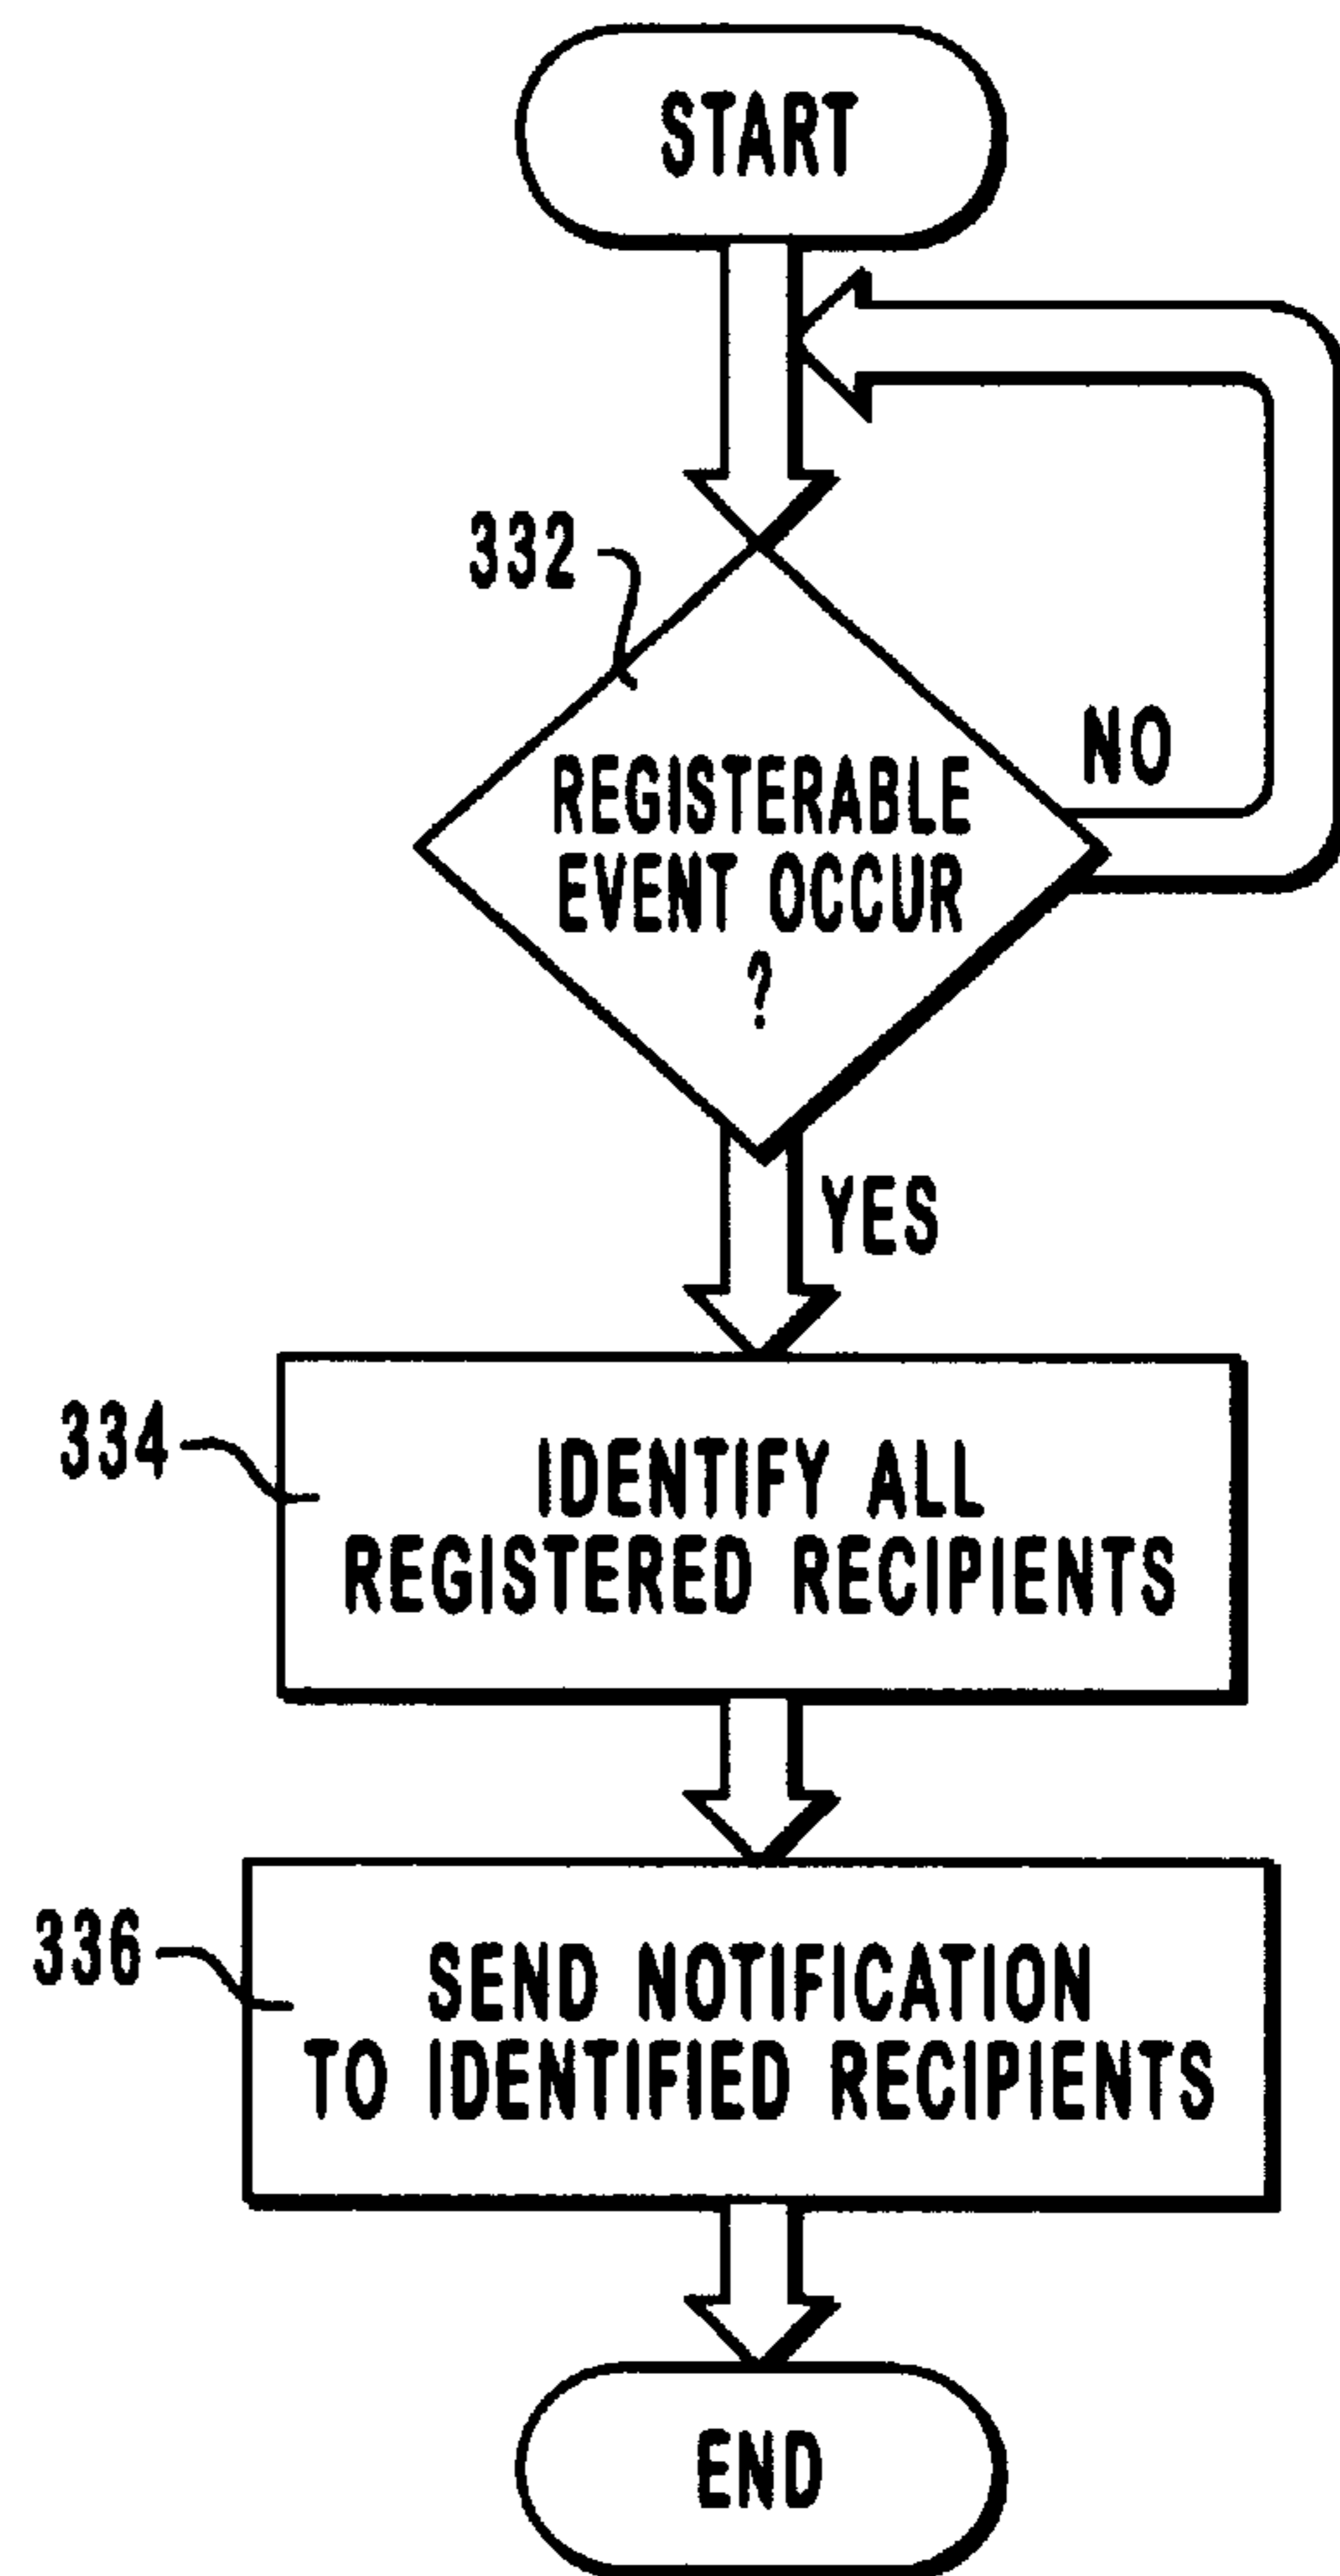 START
332
REGISTERABLE
EVENT OCCUR
?
NO
YES
334
IDENTIFY ALL
REGISTERED RECIPIENTS
336
SEND NOTIFICATION
TO IDENTIFIED RECIPIENTS
END